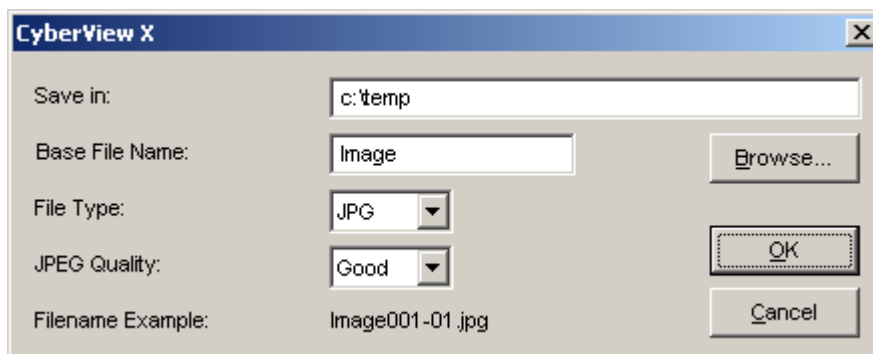 CyberView X
Save in: c:\temp
Base File Name: Image
Browse...
File Type: JPG
JPEG Quality: Good
OK
Filename Example: Image001-01.jpg
Cancel